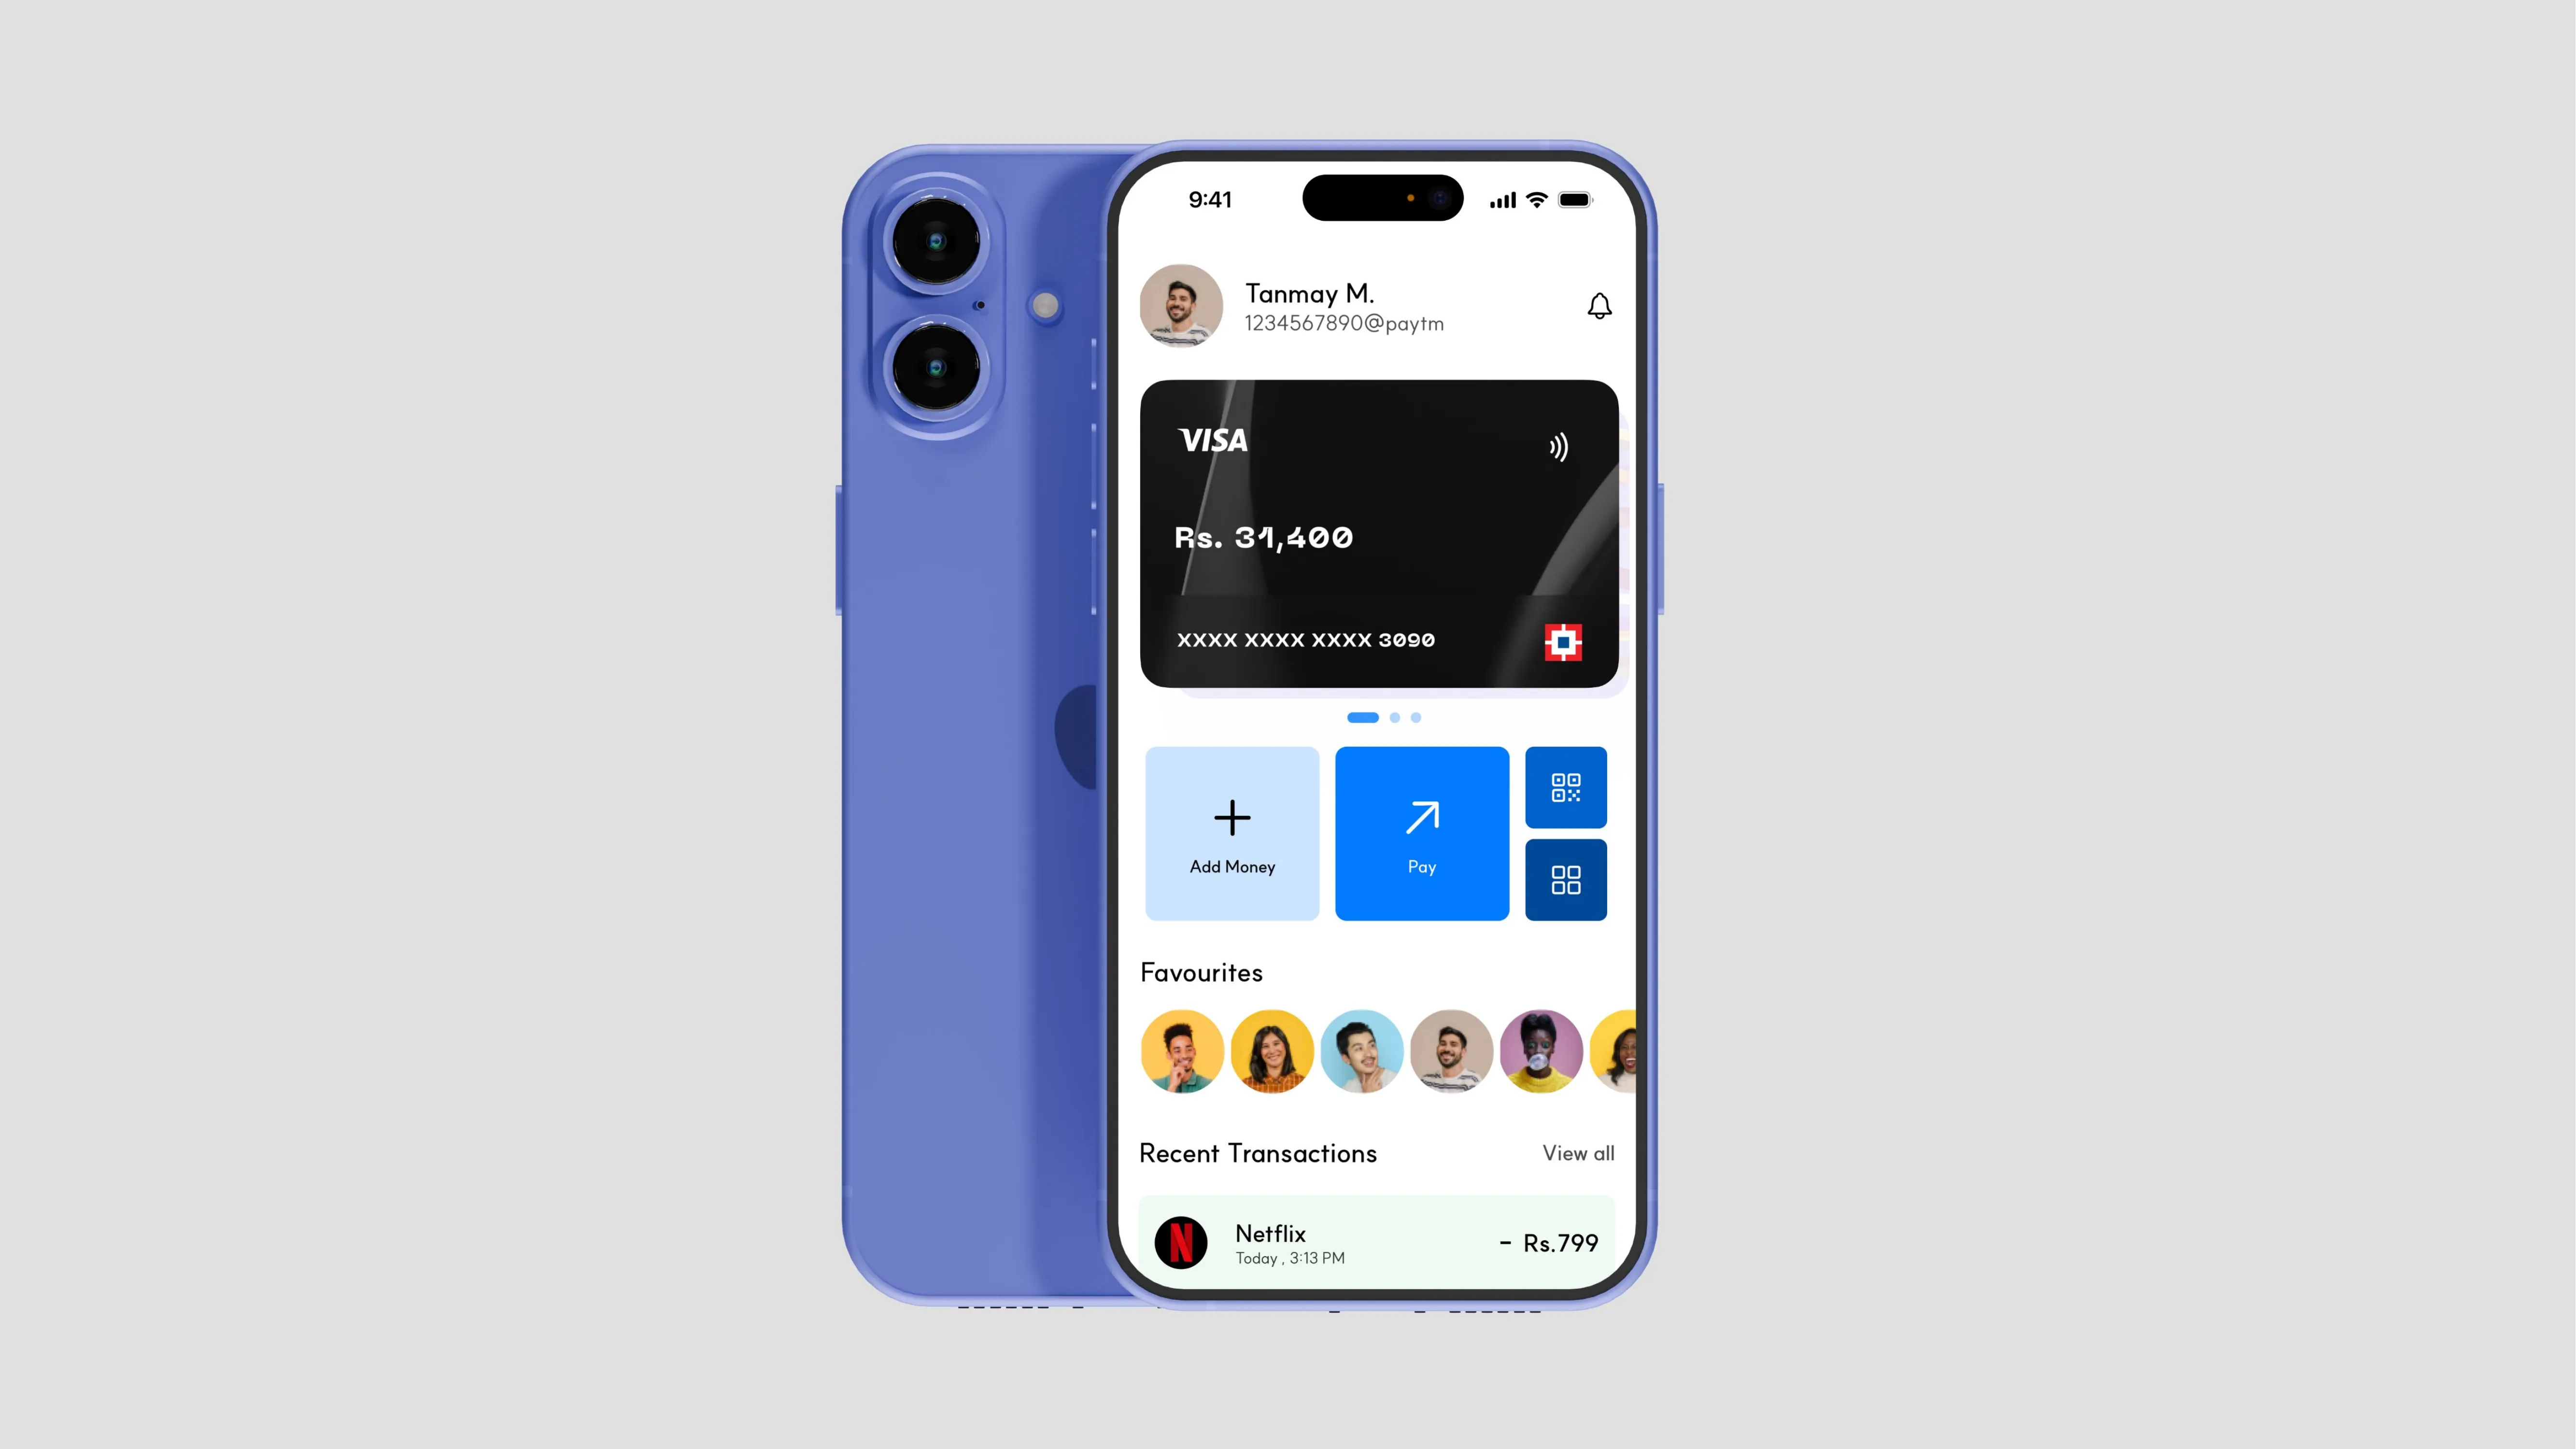 9:41
Tanmay M.
1234567890@paytm
VISA
Rs. 31,400
XXXX XXXX XXXX 3090
Add Money
Pay
Favourites
Recent Transactions
View all
N
Netflix
- Rs.799
Today , 3:13 PM